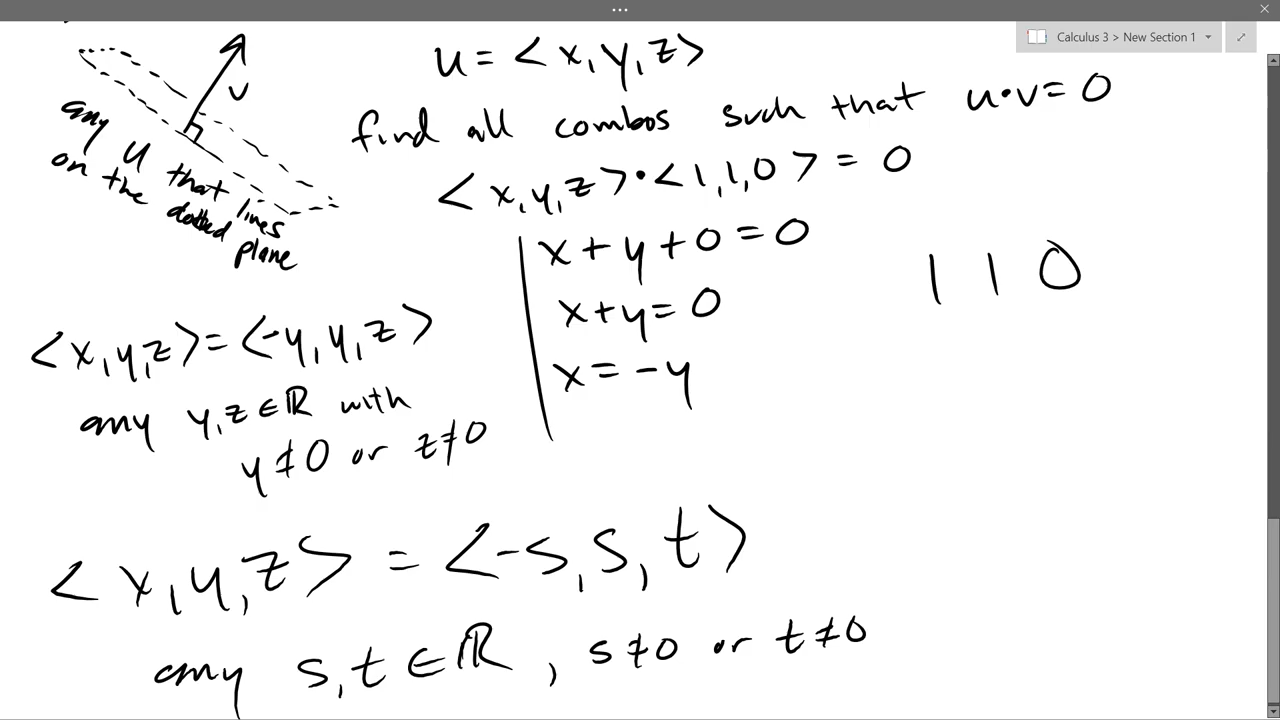 Calculus 3 > New Section 1
u = <x, y, z>
v
find all combos such that u•v = 0
any u that lines
on the dotted
plane
<x, y, z>•<1, 1, 0> = 0
x + y + 0 = 0
1 1 0
x + y = 0
x = -y
<x, y, z> = <-y, y, z>
any y, z ∈ ℝ with
y ≠ 0 or z ≠ 0
<x, y, z> = <-s, s, t>
any s, t ∈ ℝ, s ≠ 0 or t ≠ 0